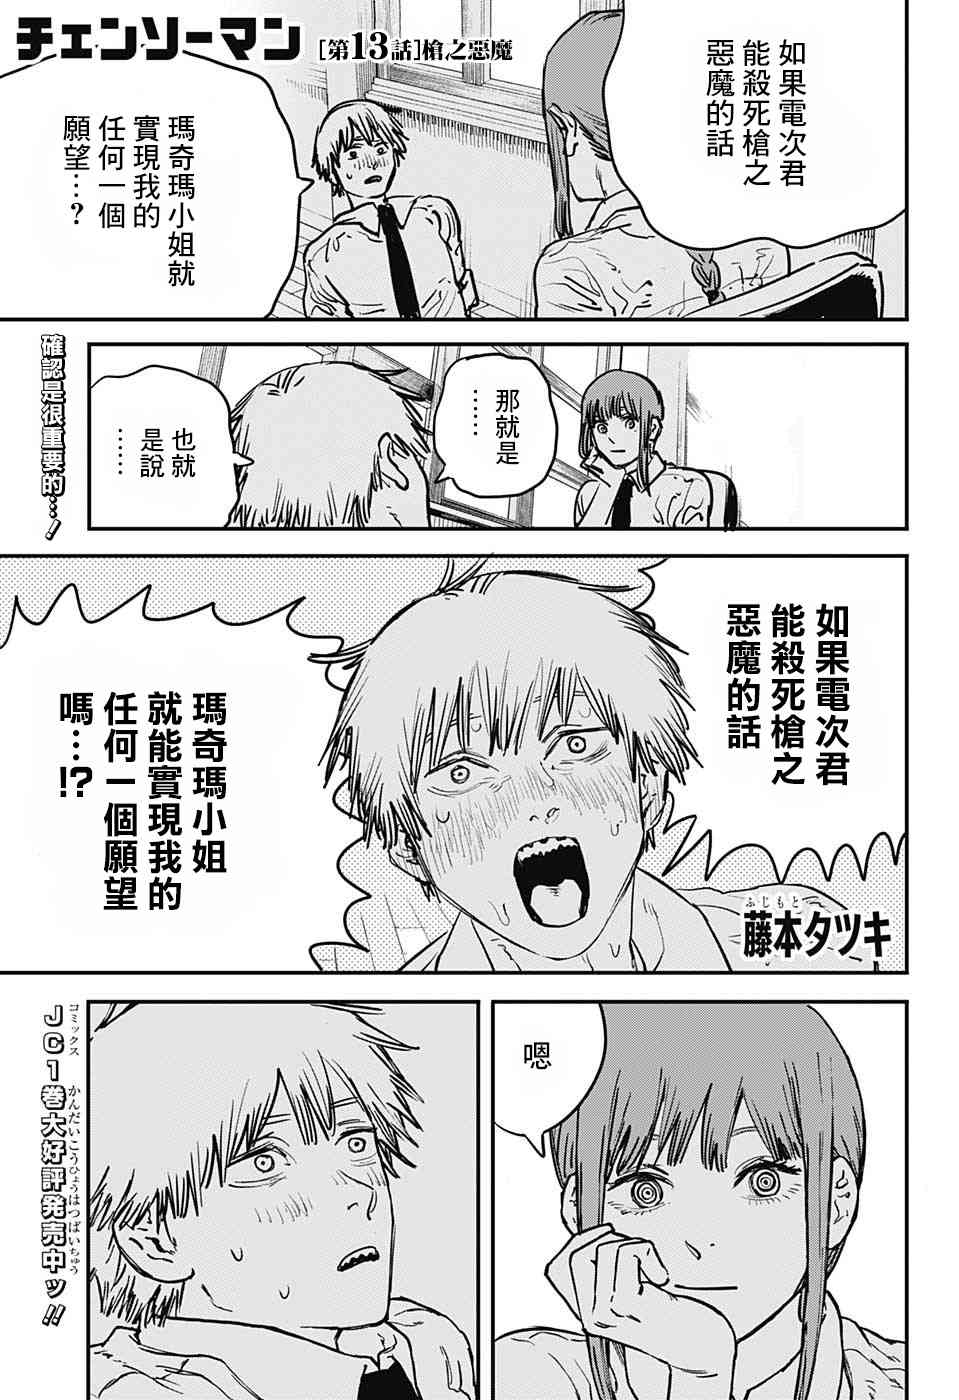 チェンソーマン
[第13話]槍之惡魔
如果電次君
能殺死槍之
惡魔的話
瑪奇瑪小姐就
實現我的
任何一個
願望…?
確認是很重要的…!
那就是
……
也就
是說
……
如果電次君
能殺死槍之
惡魔的話
瑪奇瑪小姐
就能實現我的
任何一個願望
嗎…!?
ふじもと
藤本タツキ
嗯
コミックス
かんだいこうひょうはつばいちゅう
JC1巻大好評発売中ッ!!